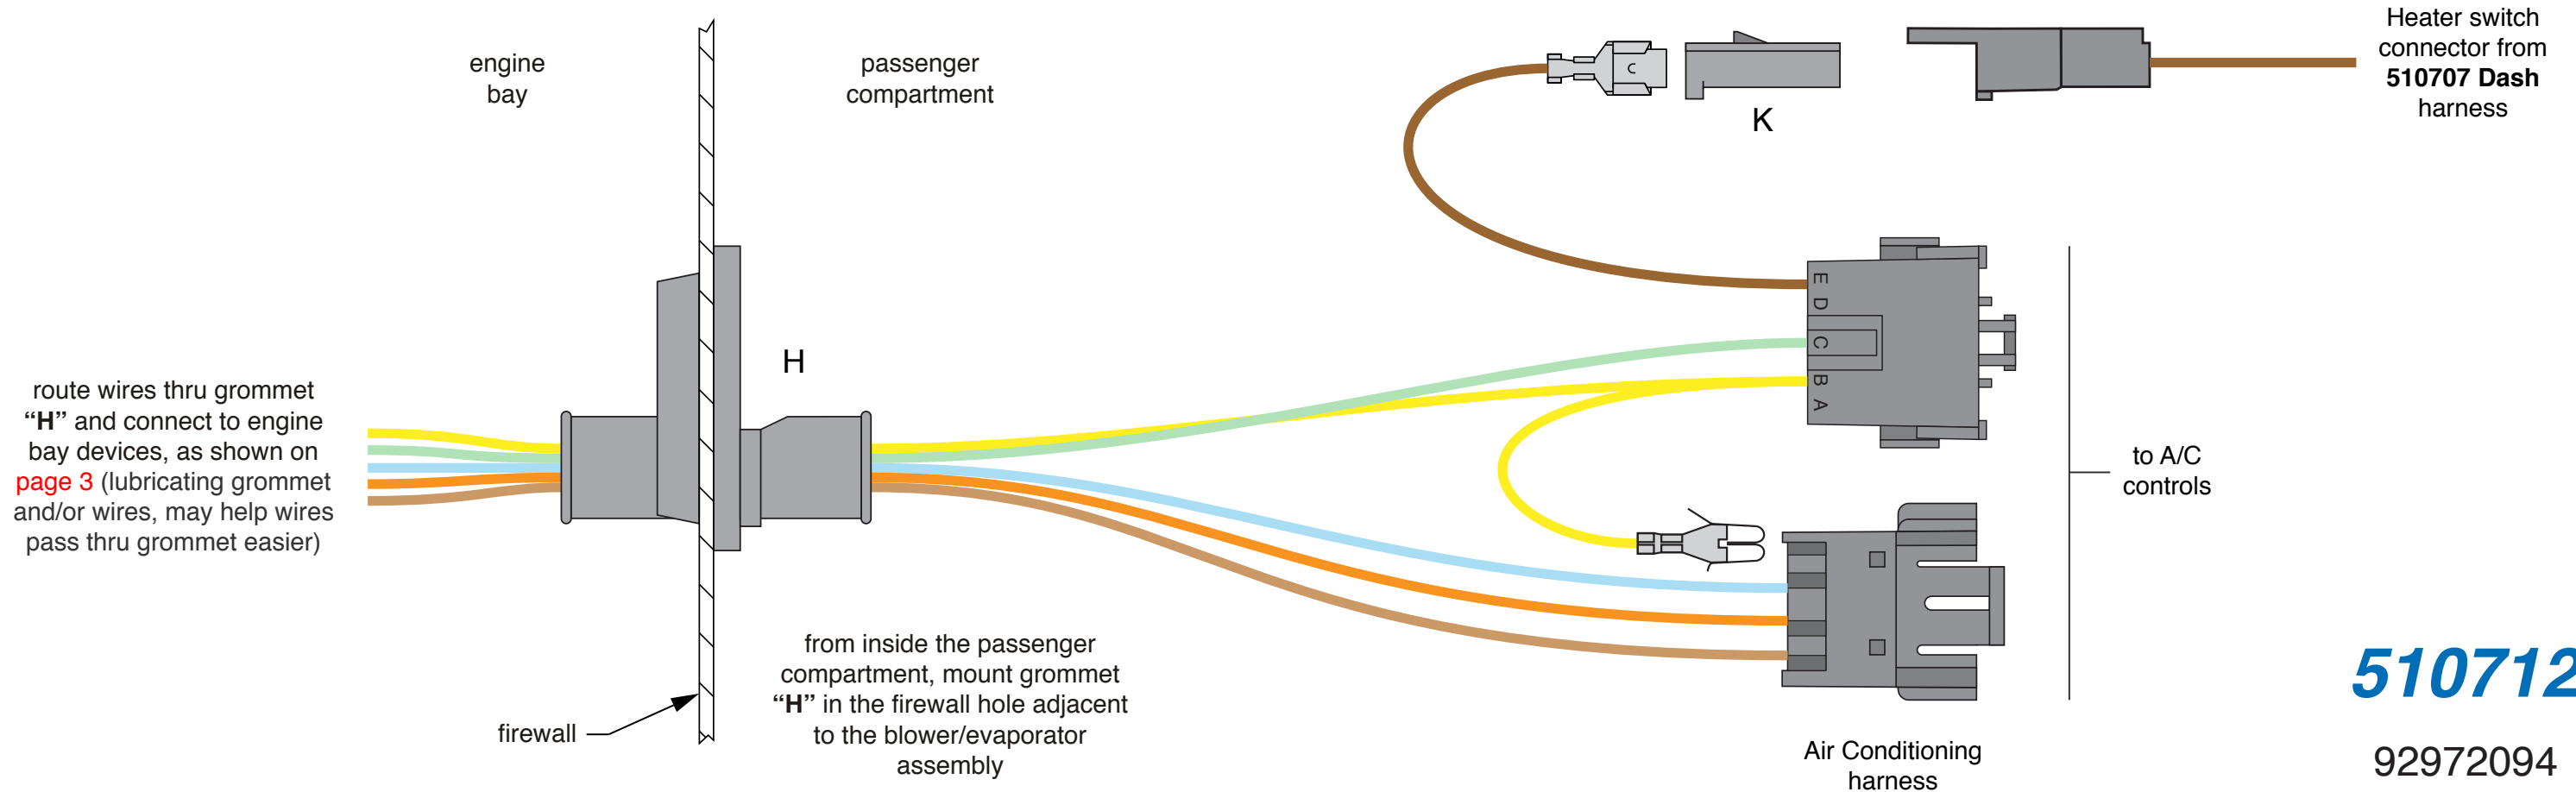 engine
bay
passenger
compartment
K
Heater switch
connector from
510707 Dash
harness
H
E
D
C
B
A
C
route wires thru grommet
“H” and connect to engine
bay devices, as shown on
page 3 (lubricating grommet
and/or wires, may help wires
pass thru grommet easier)
to A/C
controls
from inside the passenger
compartment, mount grommet
“H” in the firewall hole adjacent
to the blower/evaporator
assembly
firewall
Air Conditioning
harness
510712
92972094